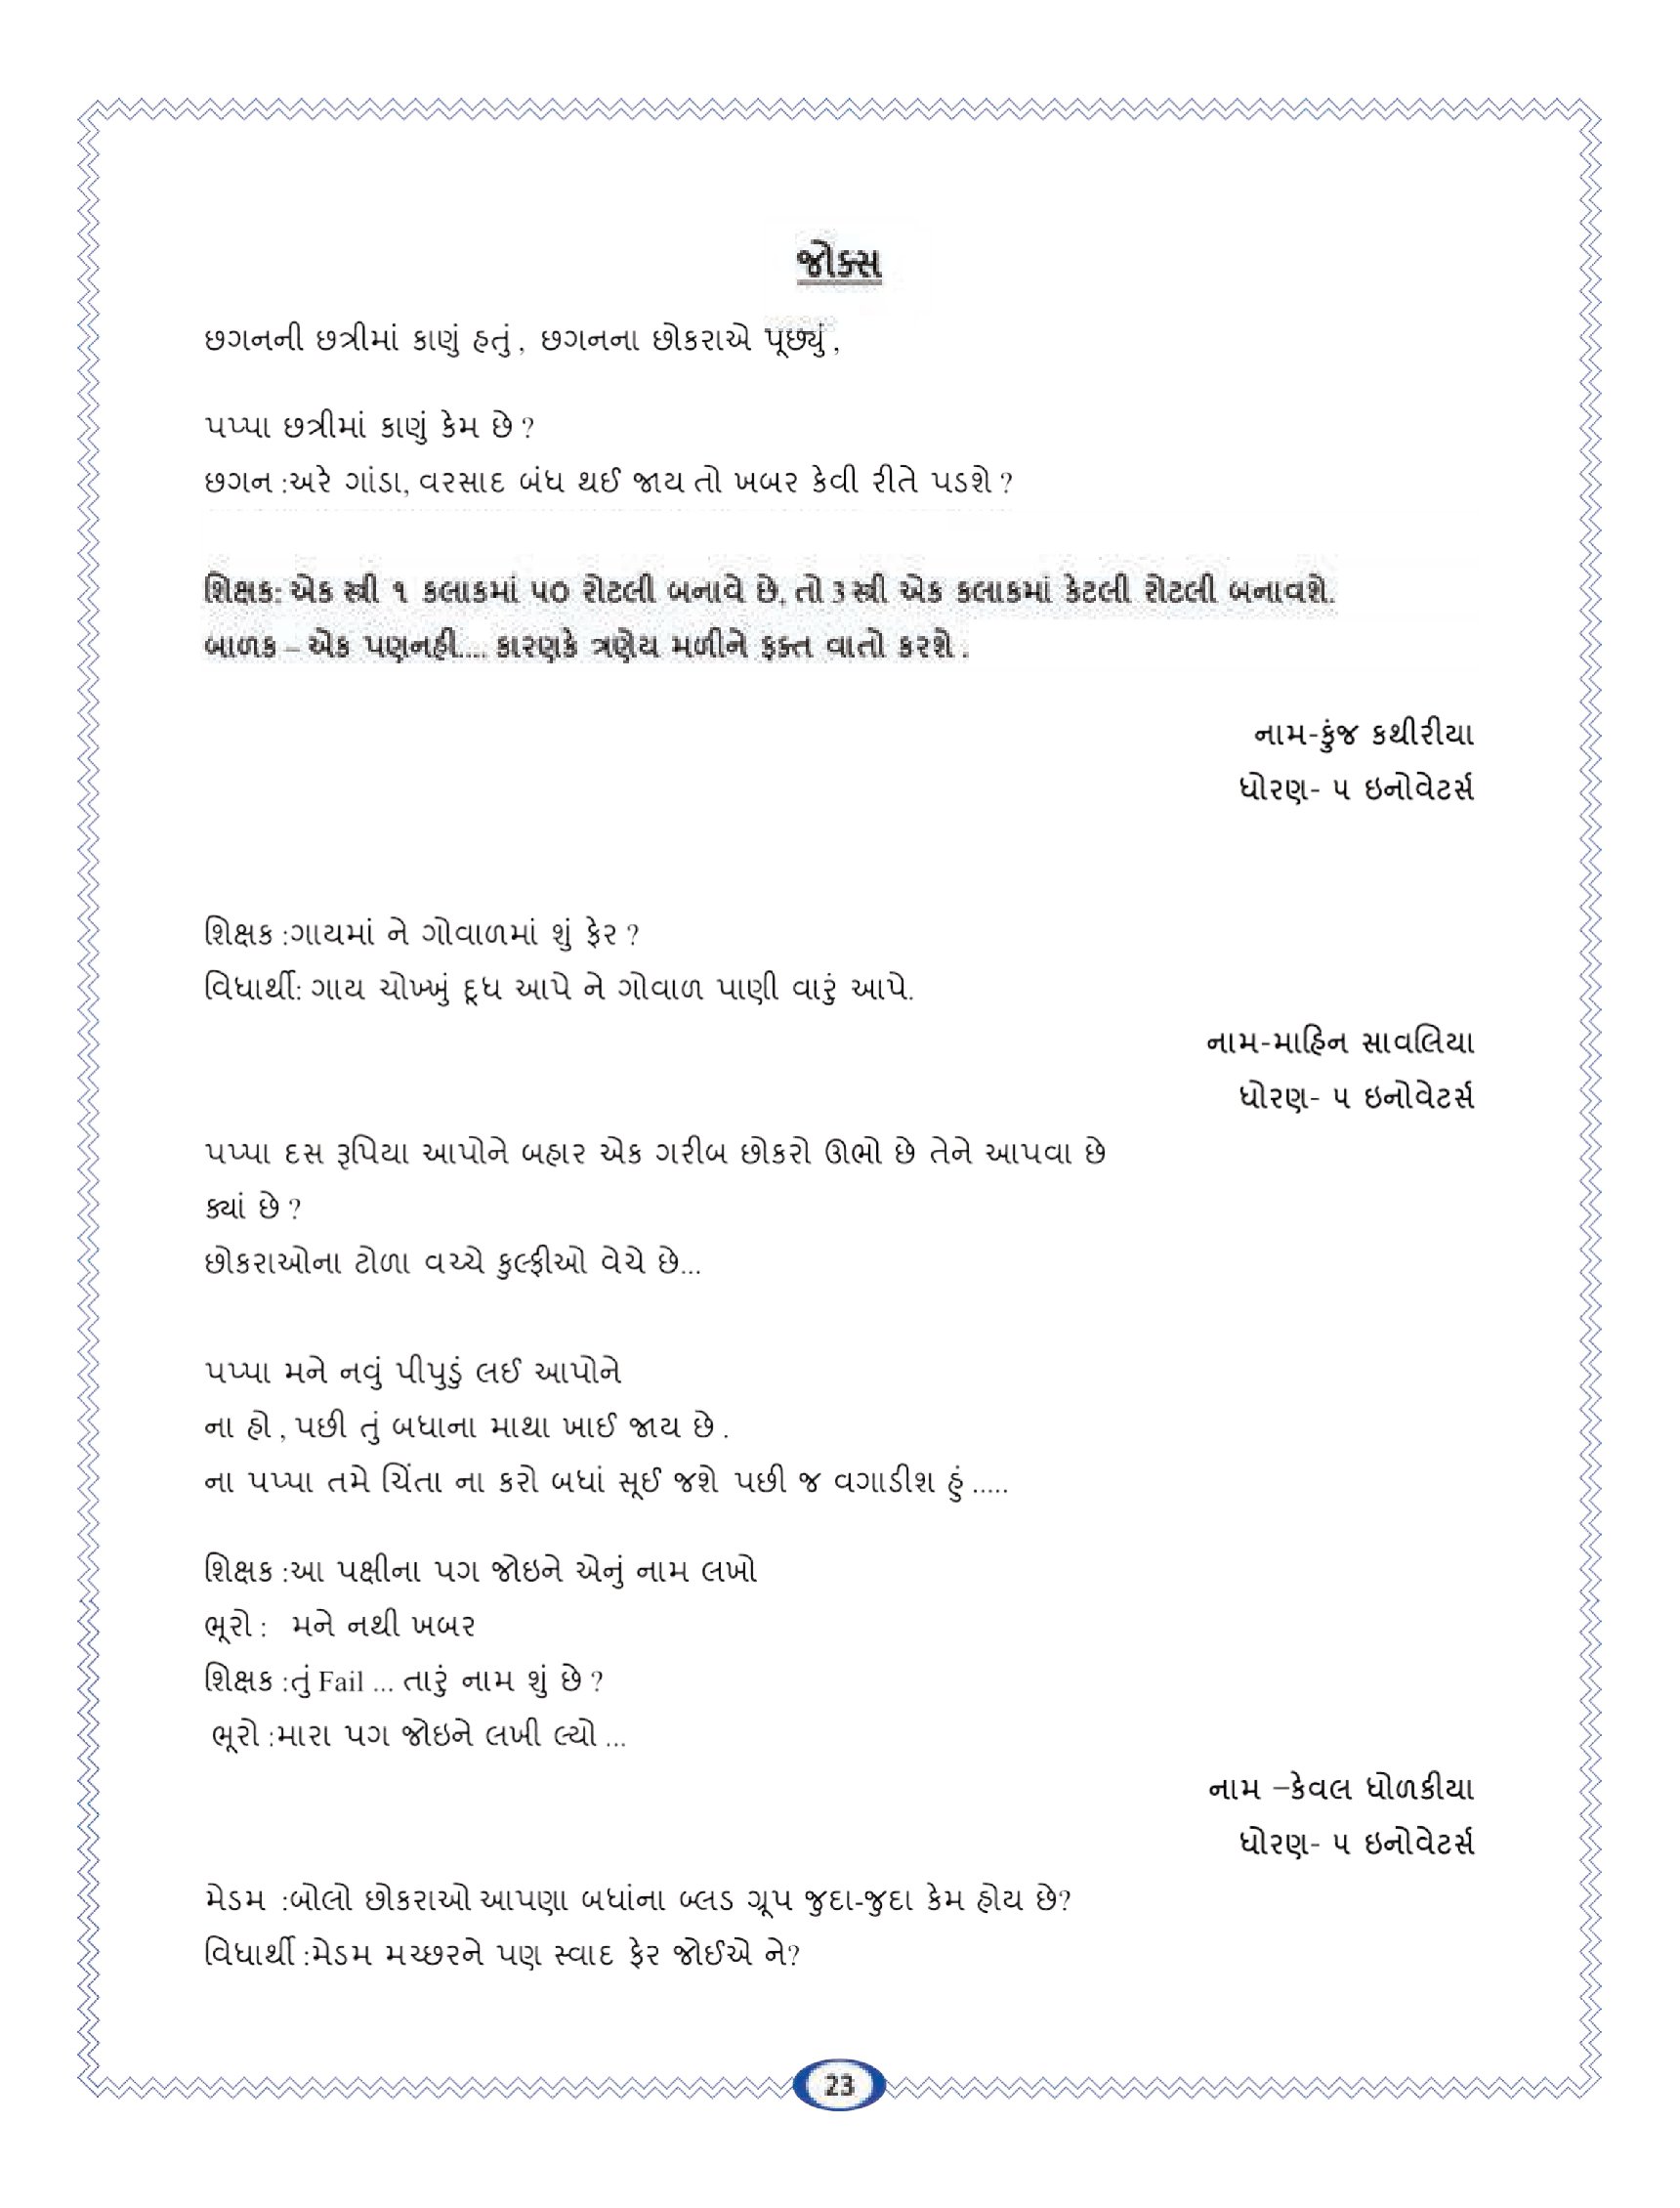 જોક્સ
છગનની છત્રીમાં કાણું હતું , છગનના છોકરાએ પૂછ્યું ,
પપ્પા છત્રીમાં કાણું કેમ છે ?
છગન :અરે ગાંડા, વરસાદ બંધ થઈ જાય તો ખબર કેવી રીતે પડશે ?
શિક્ષક: એક સ્ત્રી ૧ કલાકમાં ૫૦ રોટલી બનાવે છે, તો 3 સ્ત્રી એક કલાકમાં કેટલી રોટલી બનાવશે.
બાળક – એક પણનહી.... કારણકે ત્રણેય મળીને ફક્ત વાતો કરશે .
નામ-કુંજ કથીરીયા
ધોરણ- ૫ ઇનોવેટર્સ
શિક્ષક :ગાયમાં ને ગોવાળમાં શું ફેર ?
વિધાર્થી: ગાય ચોખ્ખું દૂધ આપે ને ગોવાળ પાણી વારું આપે.
નામ-માહિન સાવલિયા
ધોરણ- ૫ ઇનોવેટર્સ
પપ્પા દસ રૂપિયા આપોને બહાર એક ગરીબ છોકરો ઊભો છે તેને આપવા છે
ક્યાં છે ?
છોકરાઓના ટોળા વચ્ચે કુલ્ફીઓ વેચે છે...
પપ્પા મને નવું પીપુડું લઈ આપોને
ના હો , પછી તું બધાના માથા ખાઈ જાય છે .
ના પપ્પા તમે ચિંતા ના કરો બધાં સૂઈ જશે પછી જ વગાડીશ હું .....
શિક્ષક :આ પક્ષીના પગ જોઇને એનું નામ લખો
ભૂરો : મને નથી ખબર
શિક્ષક :તું Fail ... તારું નામ શું છે ?
ભૂરો :મારા પગ જોઇને લખી લ્યો ...
નામ –કેવલ ધોળકીયા
ધોરણ- ૫ ઇનોવેટર્સ
મેડમ :બોલો છોકરાઓ આપણા બધાંના બ્લડ ગ્રૂપ જુદા-જુદા કેમ હોય છે?
વિધાર્થી :મેડમ મચ્છરને પણ સ્વાદ ફેર જોઈએ ને?
23